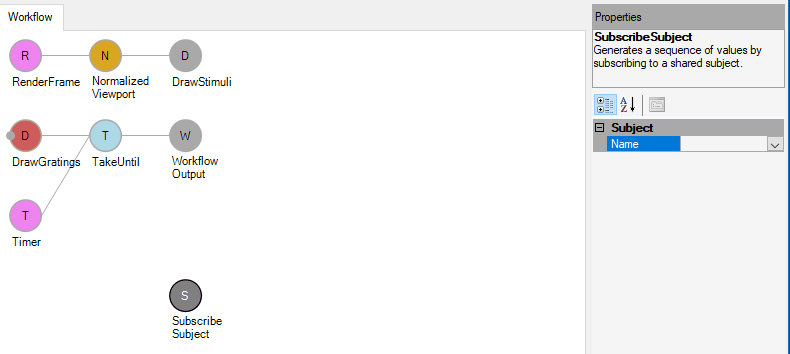 Workflow
R
N
D
RenderFrame
Normalized
Viewport
DrawStimuli
D
T
W
DrawGratings
TakeUntil
Workflow
Output
T
Timer
S
Subscribe
Subject
Properties
SubscribeSubject
Generates a sequence of values by
subscribing to a shared subject.
A
Z
Subject
Name